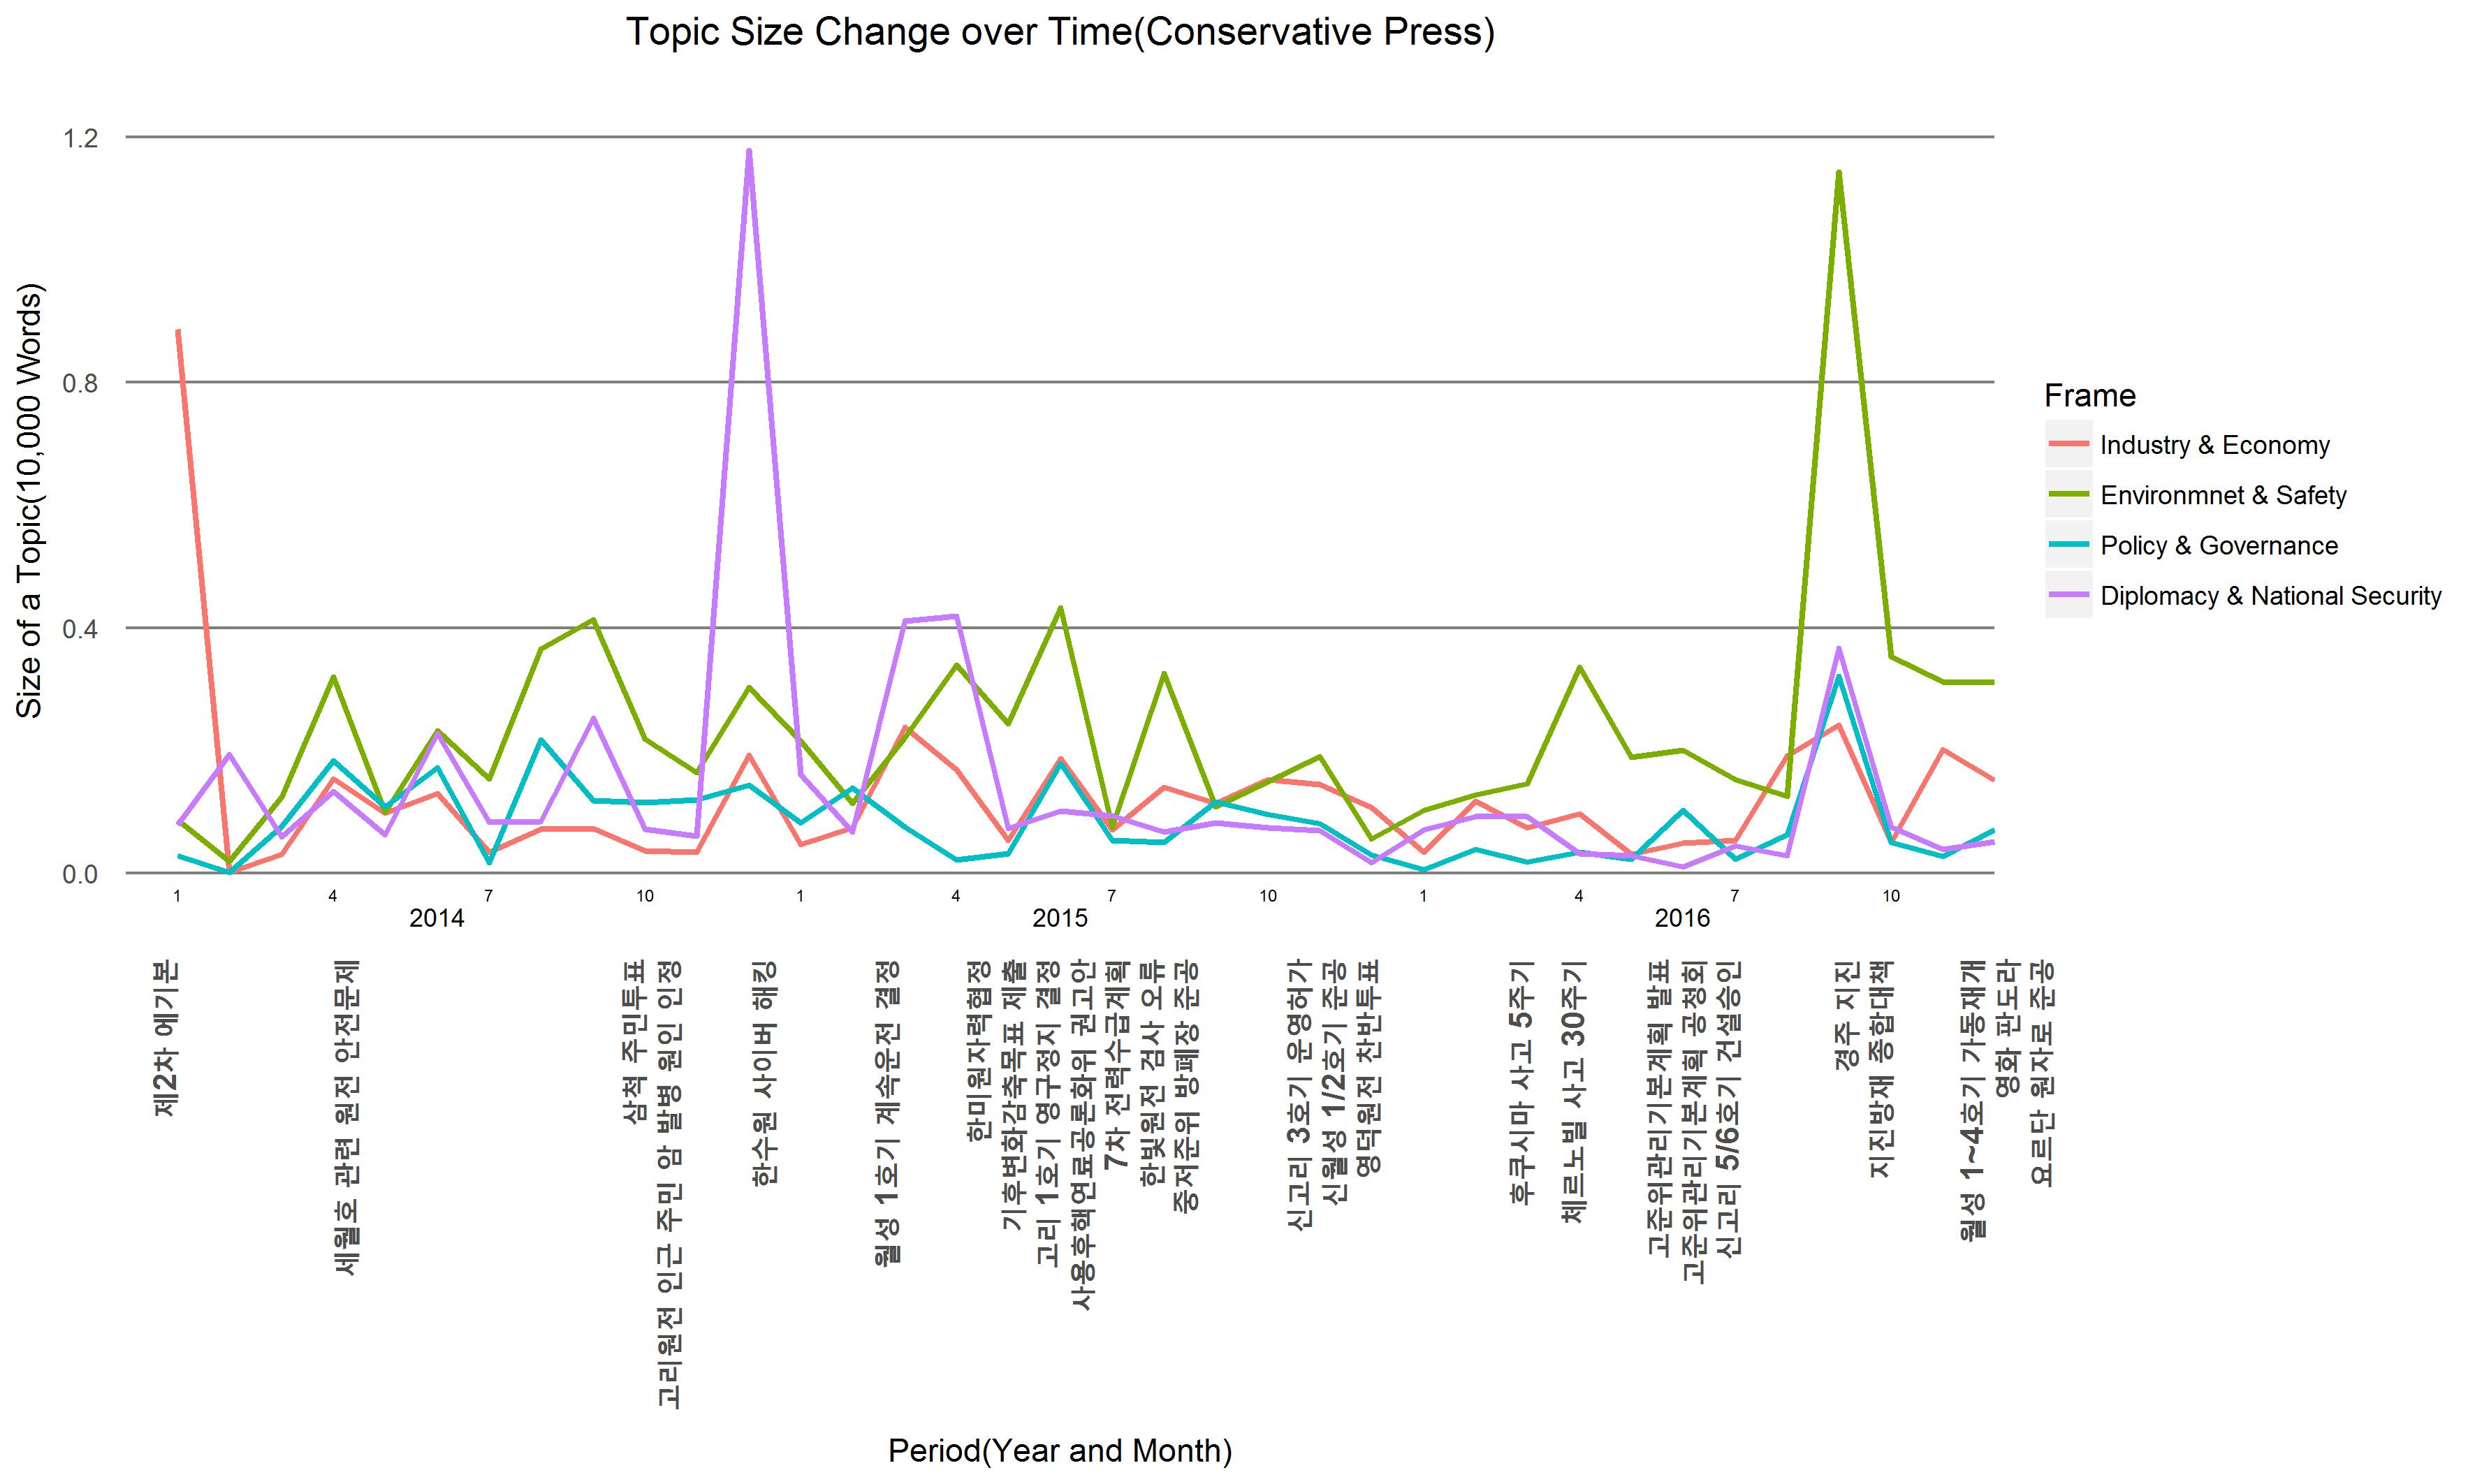 Topic Size Change over Time(Conservative Press)
Size of a Topic(10,000 Words)
1.2
0.8
0.4
0.0
1
4
7
10
1
4
7
10
1
4
7
10
2014
2015
2016
제2차 에기본
세월호 관련 원전 안전문제
삼척 주민투표
고리원전 인근 주민 암 발병 원인 인정
한수원 사이버 해킹
월성 1호기 계속운전 결정
한미원자력협정
기후변화감축목표 제출
고리 1호기 영구정지 결정
사용후핵연료공론화위 권고안
7차 전력수급계획
한빛원전 검사 오류
중저준위 방폐장 준공
신고리 3호기 운영허가
신월성 1/2호기 준공
영덕원전 찬반투표
후쿠시마 사고 5주기
체르노빌 사고 30주기
고준위관리기본계획 발표
고준위관리기본계획 공청회
신고리 5/6호기 건설승인
경주 지진
지진방재 종합대책
월성 1~4호기 가동재개
영화 판도라
요르단 원자로 준공
Period(Year and Month)
Frame
Industry & Economy
Environmnet & Safety
Policy & Governance
Diplomacy & National Security